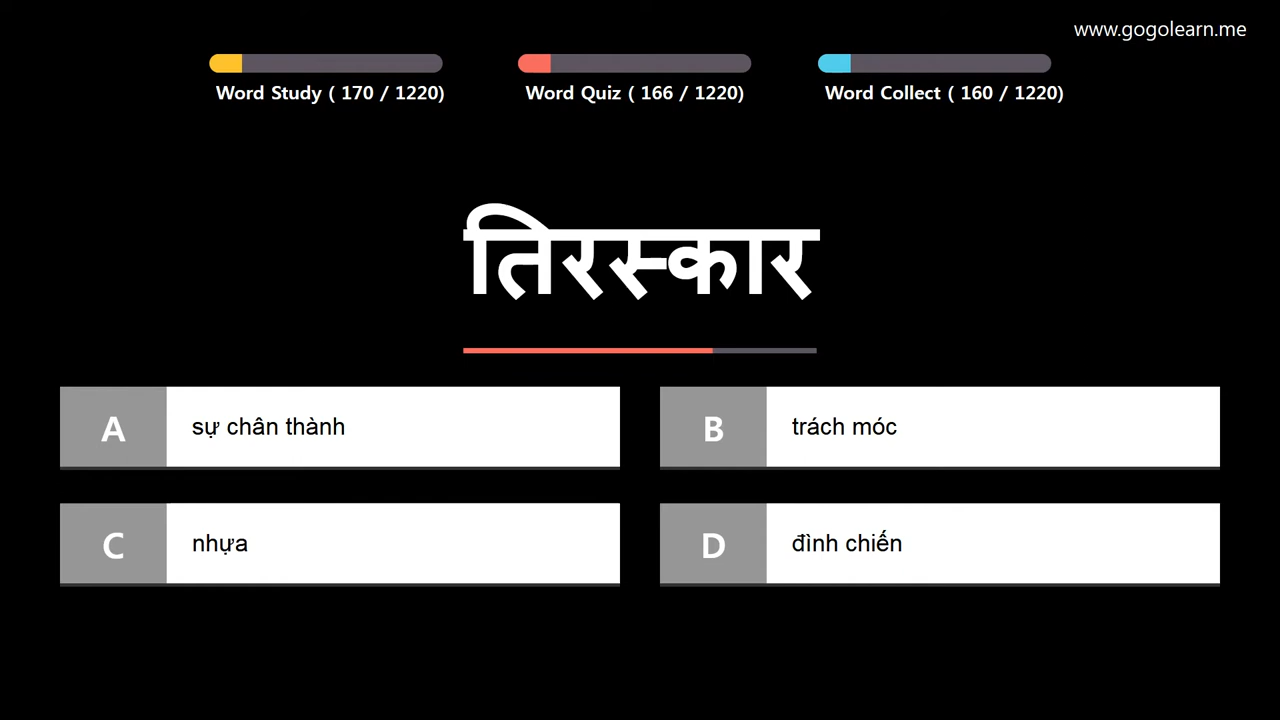 www.gogolearn.me
Word Study ( 170 / 1220)
Word Quiz ( 166 / 1220)
Word Collect ( 160 / 1220)
तिरस्कार
A sự chân thành
B trách móc
C nhựa
D đình chiến